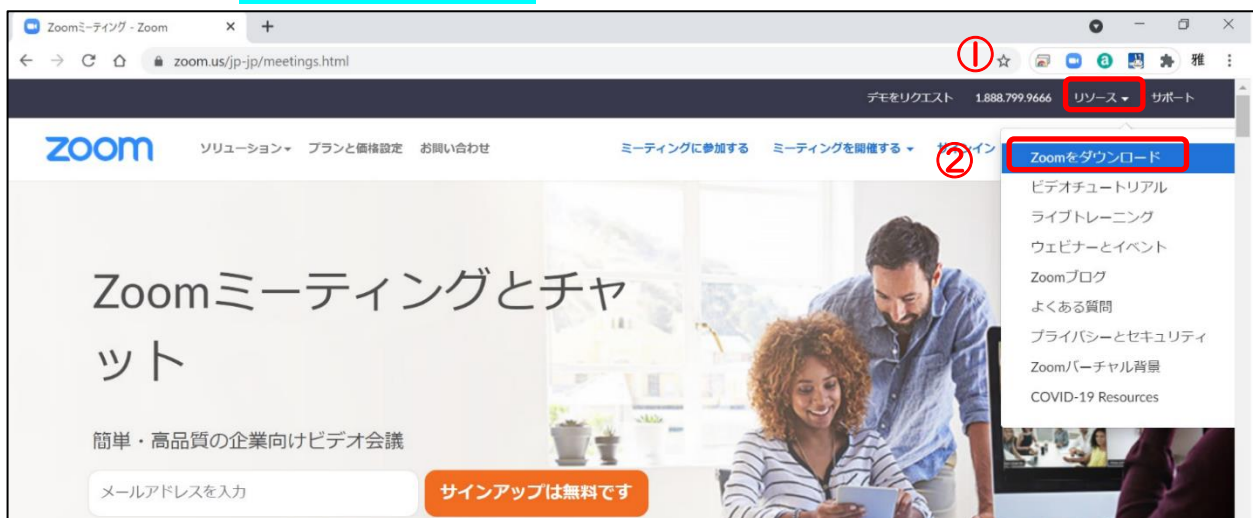 Zoomミーティング - Zoom
zoom.us/jp-jp/meetings.html
①
雅
デモをリクエスト 1.888.799.9666 リソース サポート
zoom ソリューション プランと価格設定 お問い合わせ ミーティングに参加する ミーティングを開催する
②
Zoomをダウンロード
ビデオチュートリアル
ライブトレーニング
ウェビナーとイベント
Zoomブログ
よくある質問
プライバシーとセキュリティ
Zoomバーチャル背景
COVID-19 Resources
Zoomミーティングとチャ
ット
簡単・高品質の企業向けビデオ会議
メールアドレスを入力 サインアップは無料です